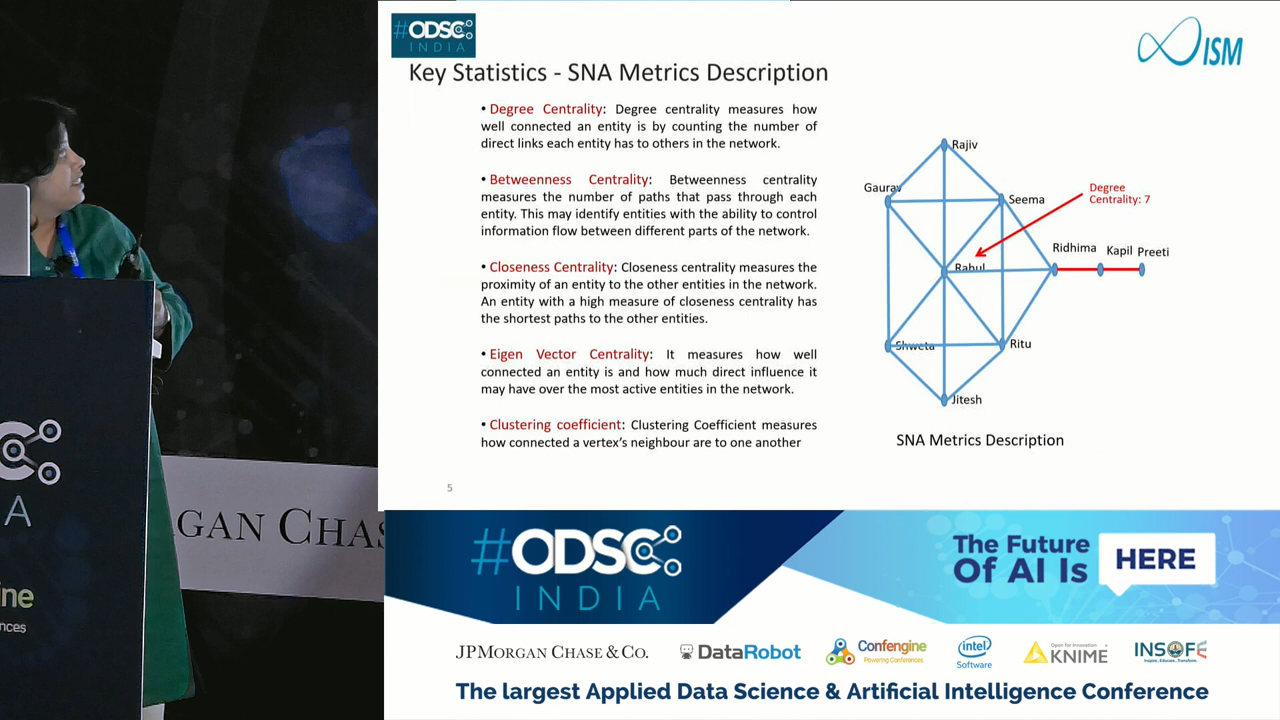 #ODSC
INDIA
ISM
Key Statistics - SNA Metrics Description
• Degree Centrality: Degree centrality measures how
well connected an entity is by counting the number of
direct links each entity has to others in the network.
• Betweenness Centrality: Betweenness centrality
measures the number of paths that pass through each
entity. This may identify entities with the ability to control
information flow between different parts of the network.
• Closeness Centrality: Closeness centrality measures the
proximity of an entity to the other entities in the network.
An entity with a high measure of closeness centrality has
the shortest paths to the other entities.
• Eigen Vector Centrality: It measures how well
connected an entity is and how much direct influence it
may have over the most active entities in the network.
• Clustering coefficient: Clustering Coefficient measures
how connected a vertex's neighbour are to one another
5
Rajiv
Gaurav
Seema
Degree
Centrality: 7
Rahul
Ridhima
Kapil
Preeti
Shweta
Ritu
Jitesh
SNA Metrics Description
C
A
GAN CHAS
ine
nces
#ODSC
INDIA
The Future
Of AI Is
HERE
JPMORGAN CHASE & CO.
DataRobot
Confengine
Powering Conferences
intel
Software
Open for Innovation
KNIME
INSOFE
Inspire...Educate...Transform.
The largest Applied Data Science & Artificial Intelligence Conference